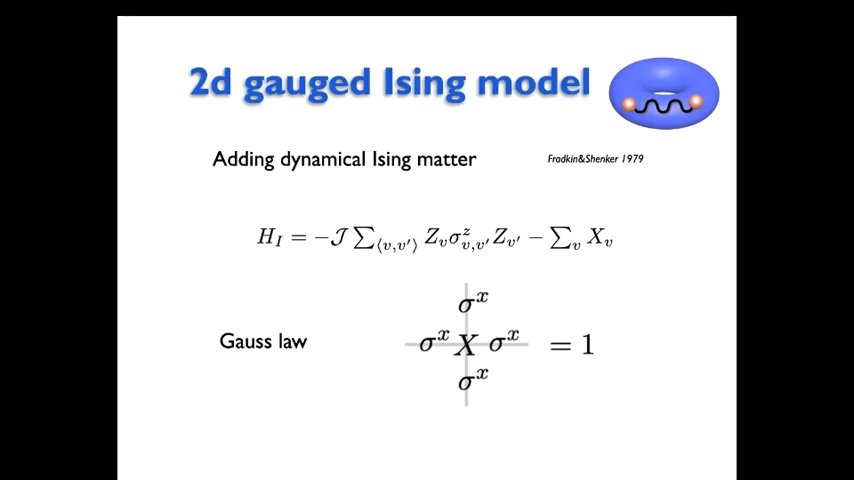 2d gauged Ising model
Adding dynamical Ising matter
Fradkin&Shenker 1979
H_I = −𝒥 ∑_{⟨v,v′⟩} Z_v σ^z_{v,v′} Z_{v′} − ∑_v X_v
σ^x
Gauss law σ^x X σ^x = 1
σ^x